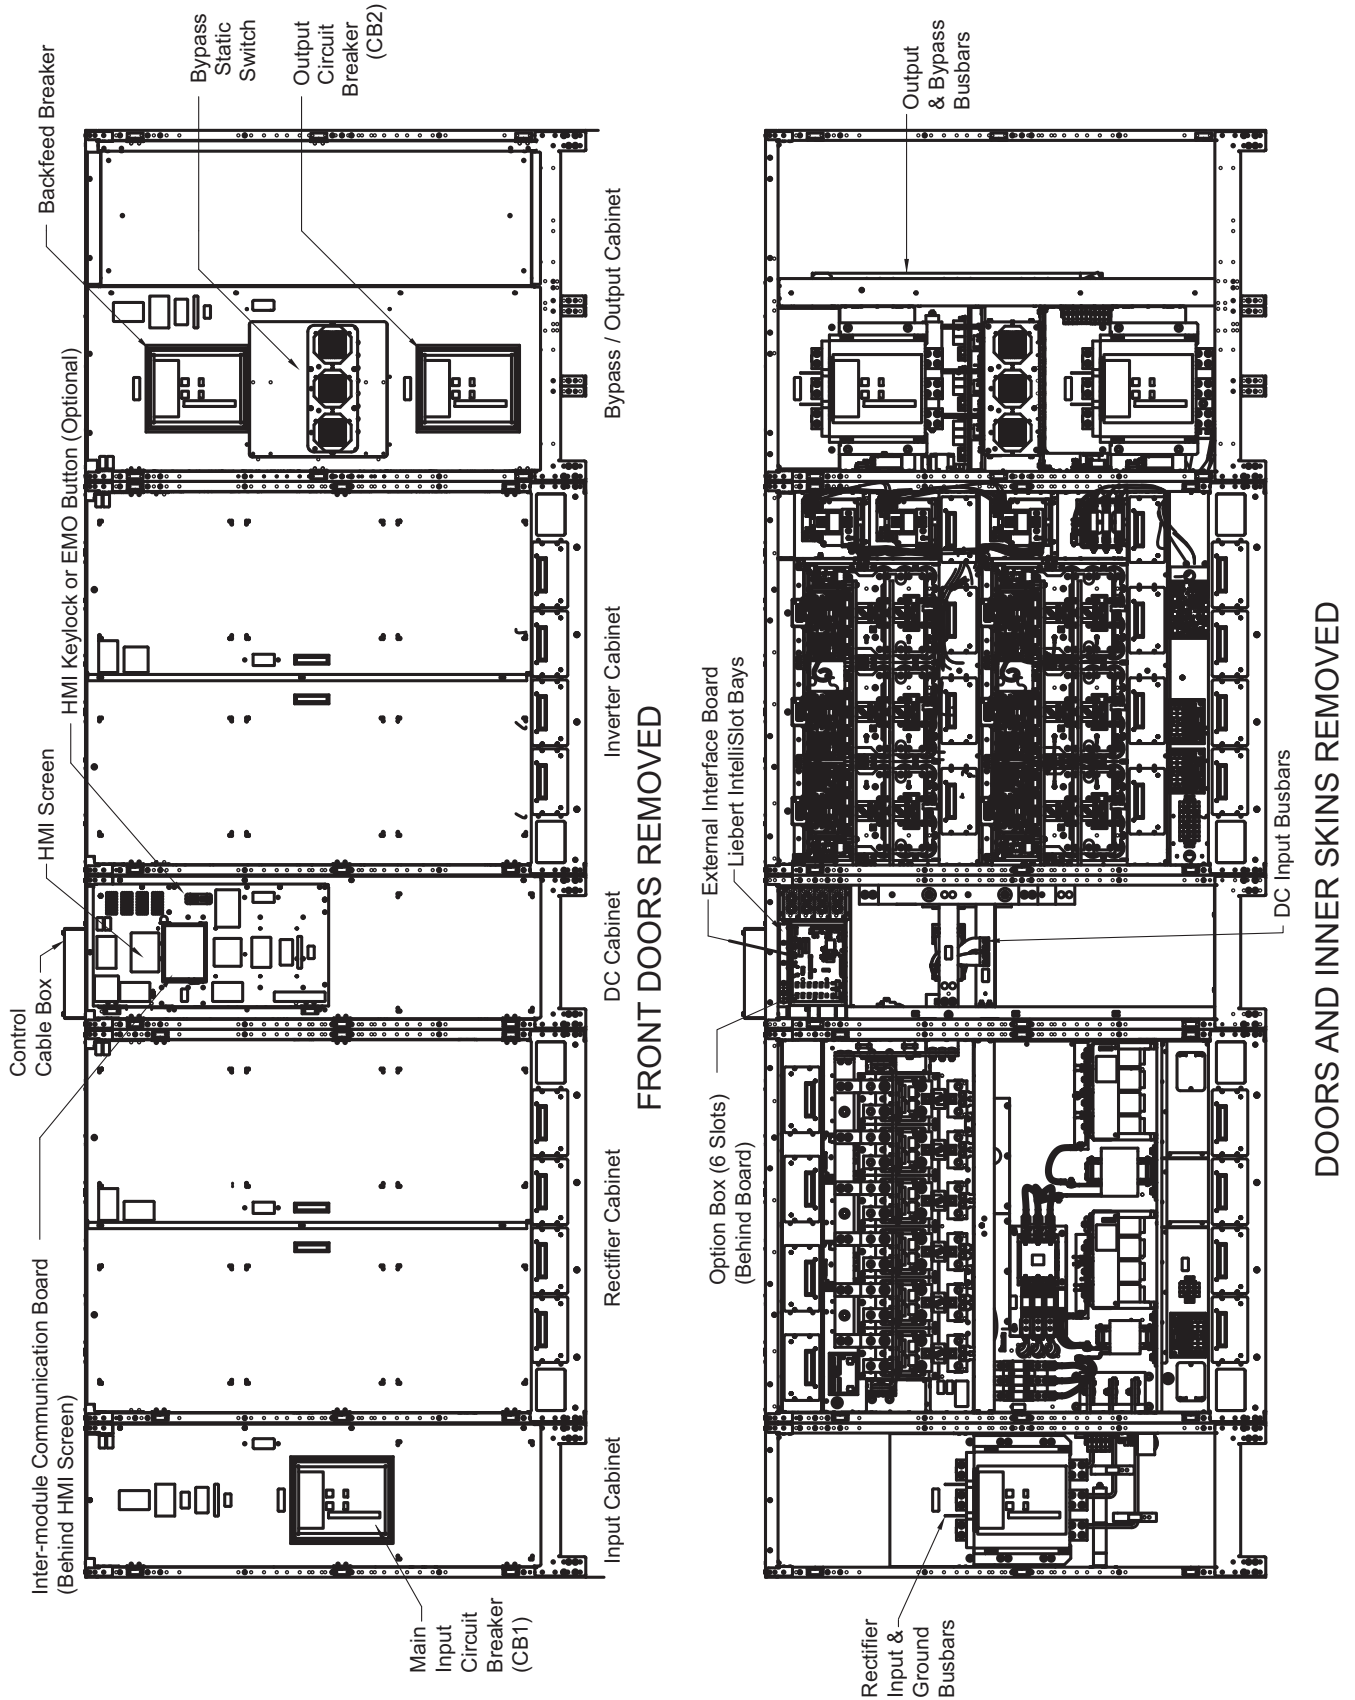 Inter-module Communication Board
(Behind HMI Screen)
Control
Cable Box
HMI Screen
HMI Keylock or EMO Button (Optional)
Backfeed Breaker
Bypass
Static
Switch
Output
Circuit
Breaker
(CB2)
Main
Input
Circuit
Breaker
(CB1)
Input Cabinet
Rectifier Cabinet
DC Cabinet
Inverter Cabinet
Bypass / Output Cabinet
FRONT DOORS REMOVED
Option Box (6 Slots)
(Behind Board)
External Interface Board
Liebert IntelliSlot Bays
Output
& Bypass
Busbars
Rectifier
Input &
Ground
Busbars
DC Input Busbars
DOORS AND INNER SKINS REMOVED